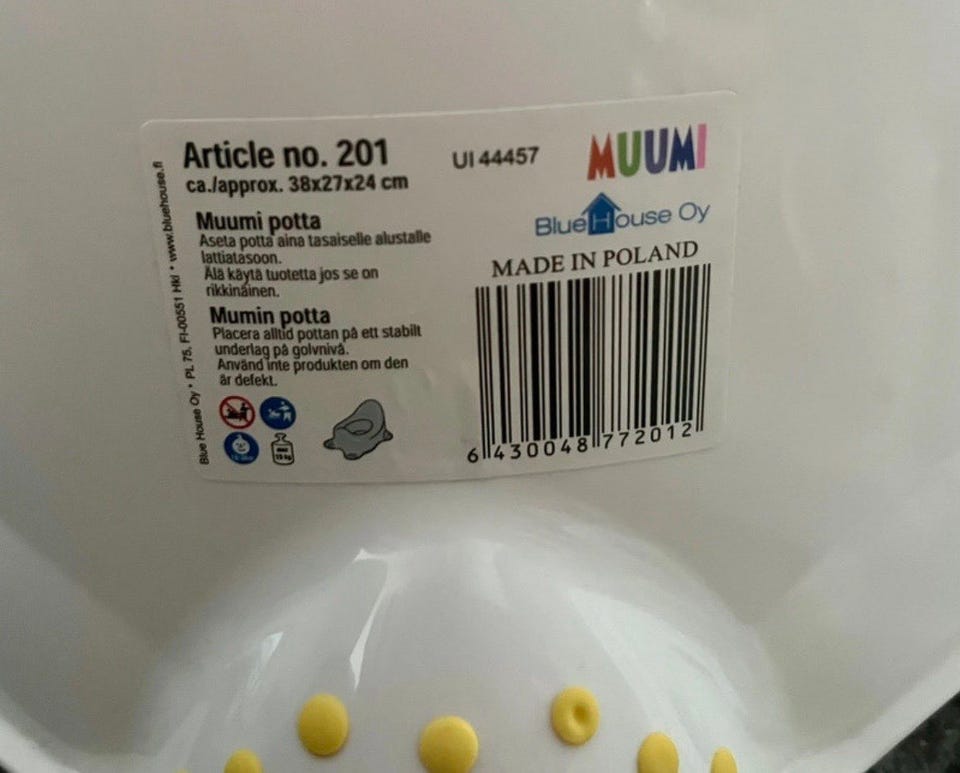 Article no. 201
ca./approx. 38x27x24 cm
UI 44457
MUUMI
BlueHouse Oy
MADE IN POLAND
Muumi potta
Aseta potta aina tasaiselle alustalle
lattiatasoon.
Älä käytä tuotetta jos se on
rikkinäinen.
Mumin potta
Placera alltid pottan på ett stabilt
underlag på golvnivå.
Använd inte produkten om den
är defekt.
Blue House Oy • PL 75, FI-00551 Hki • www.bluehouse.fi
6 430048 772012